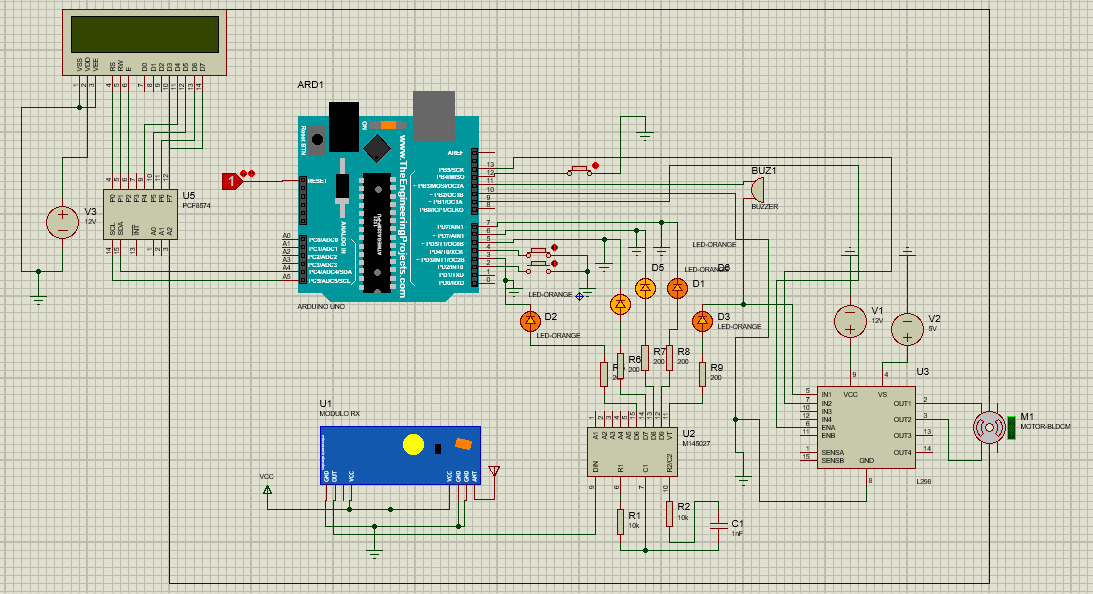 VSS VDD VEE RS RW E D0 D1 D2 D3 D4 D5 D6 D7
1 2 3 4 5 6 7 8 9 10 11 12 13 14
ARD1
Reset BTN
ON
www.TheEngineeringProjects.com
ANALOG IN
RESET
1
AREF
PB5/SCK 13
PB4/MISO 12
~ PB3/MOSI/OC2A 11
~ PB2/OC1B 10
~ PB1/OC1A 9
PB0/ICP1/CLKO 8
PD7/AIN1 7
~ PD6/AIN0 6
~ PD5/T1/OC0B 5
PD4/T0/XCK 4
~ PD3/INT1/OC2B 3
PD2/INT0 2
PD1/TXD 1
PD0/RXD 0
A0 PC0/ADC0
A1 PC1/ADC1
A2 PC2/ADC2
A3 PC3/ADC3
A4 PC4/ADC4/SDA
A5 PC5/ADC5/SCL
ARDUINO UNO
4 5 6 7 9 10 11 12
P0 P1 P2 P3 P4 P5 P6 P7
U5
PCF8574
SCL SDA INT A0 A1 A2
14 15 13 1 2 3
V3
12V
BUZ1
BUZZER
LED-ORANGE
D5
LED-ORANGE
D6
D1
LED-ORANGE
D2
LED-ORANGE
D3
LED-ORANGE
V1
12V
V2
5V
R6
200
R7
200
R8
200
R9
200
U3
9 4
VCC VS
5 IN1
7 IN2
10 IN3
12 IN4
6 ENA
11 ENB
1 SENSA
15 SENSB
OUT1 2
OUT2 3
OUT3 13
OUT4 14
GND
8
L298
M1
MOTOR-BLDCM
U1
MODULO RX
GND OUT VCC VCC GND GND ANT
VCC
1 2 3 4 5 15 14 13 12 11
A1 A2 A3 A4 A5 D6 D7 D8 D9 VT
U2
M145027
DIN R1 C1 R2/C2
9 6 7 10
R1
10k
R2
10k
C1
1nF